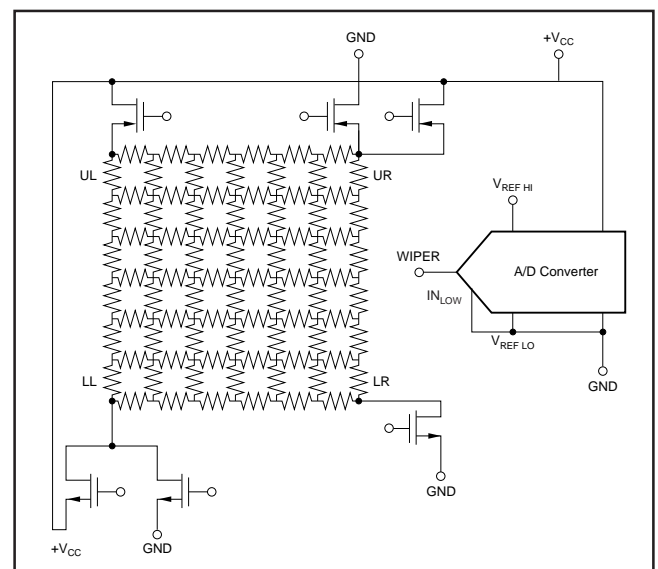 GND
+VCC
UL
UR
VREF HI
WIPER
A/D Converter
INLOW
VREF LO
LL
LR
GND
GND
+VCC
GND